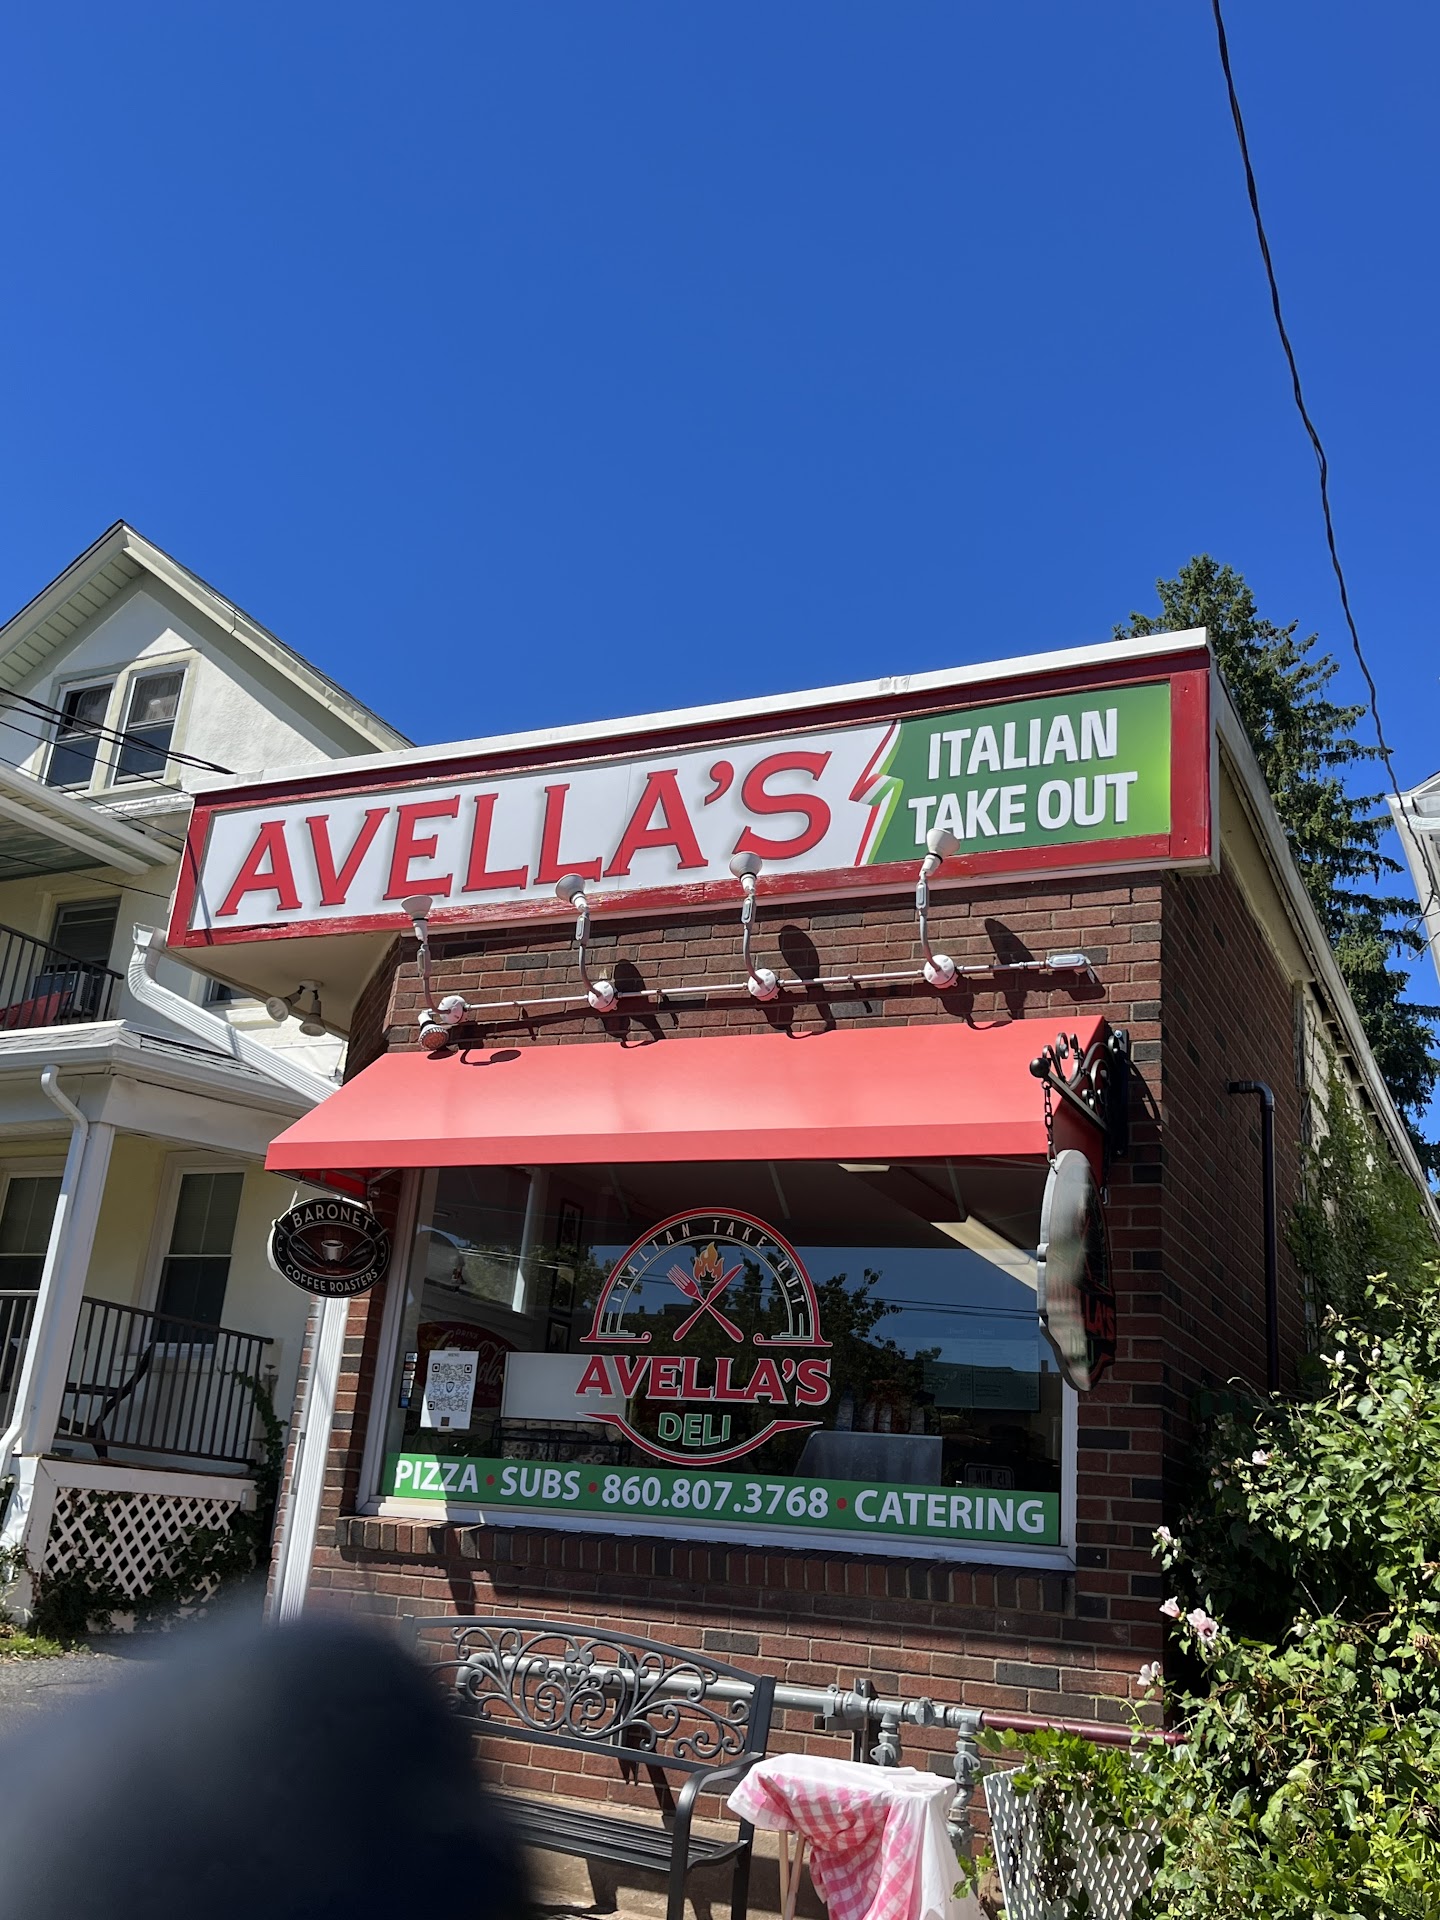 AVELLA'S
ITALIAN
TAKE OUT
BARONET
COFFEE ROASTERS
ITALIAN TAKE OUT
AVELLA'S
DELI
PIZZA • SUBS • 860.807.3768 • CATERING